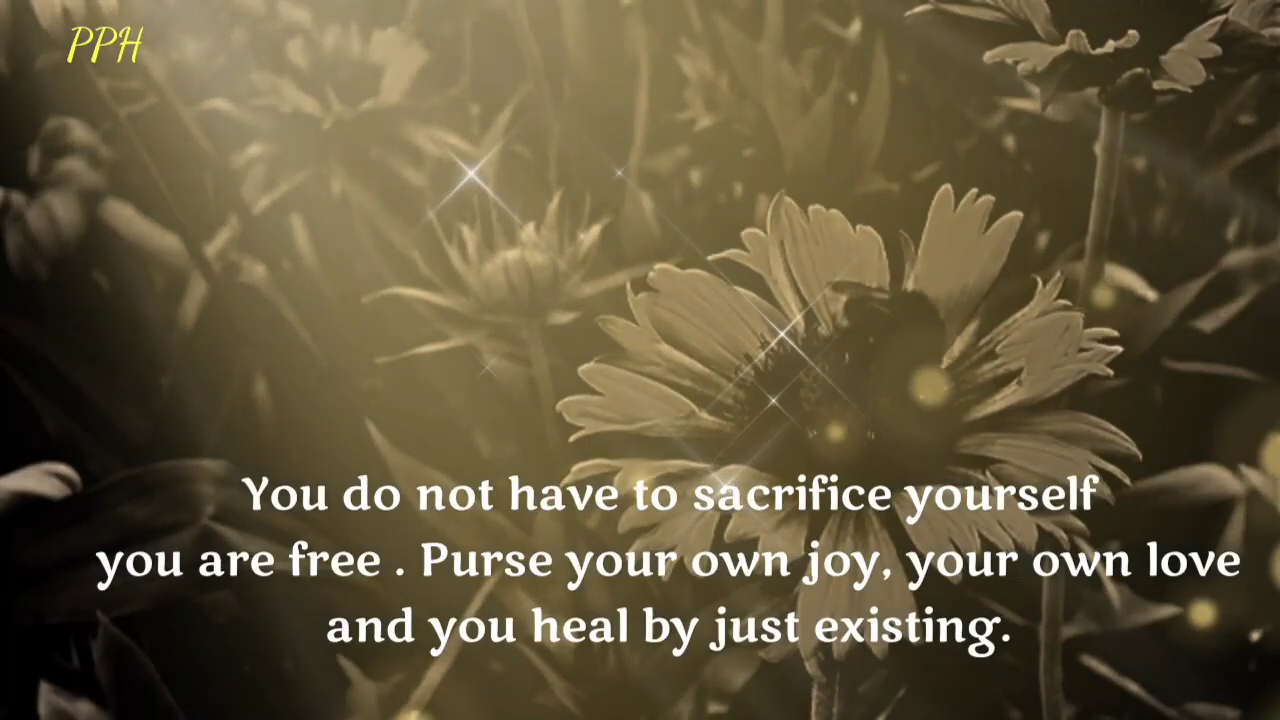 PPH
You do not have to sacrifice yourself
you are free . Purse your own joy, your own love
and you heal by just existing.